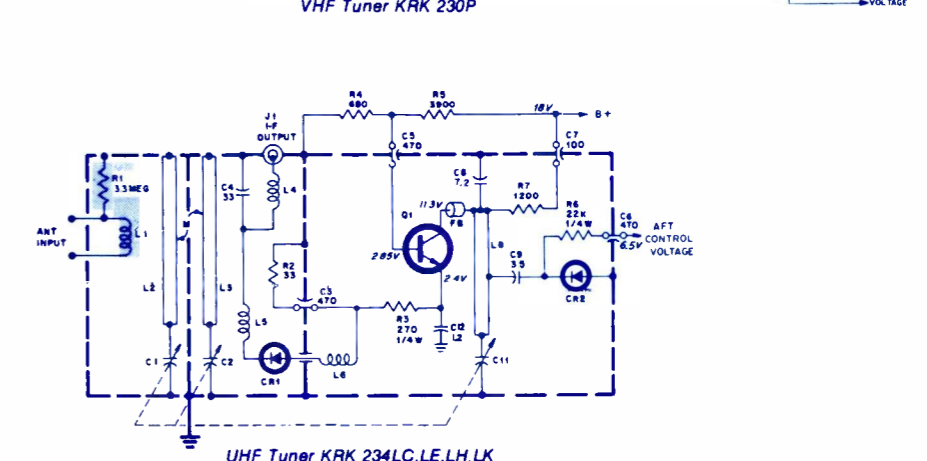 VHF Tuner KRK 230P
VOLTAGE
R4
680
R5
3900
18V
B+
J1
I-F
OUTPUT
C5
470
C7
100
R1
3.3 MEG
C4
33
L4
C8
7.2
R7
1200
11.3V
FB
R6
22K
1/4W
C6
470
AFT
CONTROL
VOLTAGE
6.5V
ANT
INPUT
L1
M
Q1
L8
2.85V
R2
33
C9
3.5
2.4V
CR2
L2
L3
C3
470
L5
R3
270
1/4W
C12
1.2
C1
C2
CR1
L6
C11
UHF Tuner KRK 234LC,LE,LH,LK